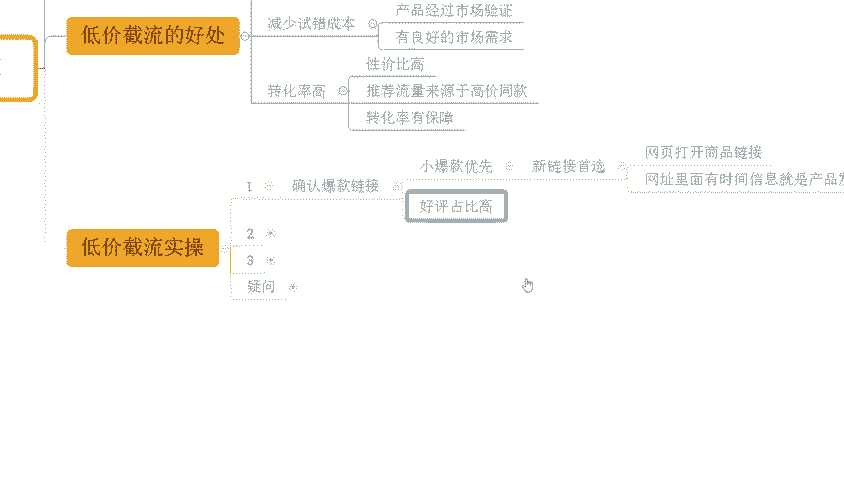 低价截流的好处
减少试错成本
产品经过市场验证
有良好的市场需求
转化率高
性价比高
推荐流量来源于高价同款
转化率有保障
低价截流实操
1
确认爆款链接
小爆款优先
新链接首选
网页打开商品链接
网址里面有时间信息就是产品发
好评占比高
2
3
疑问